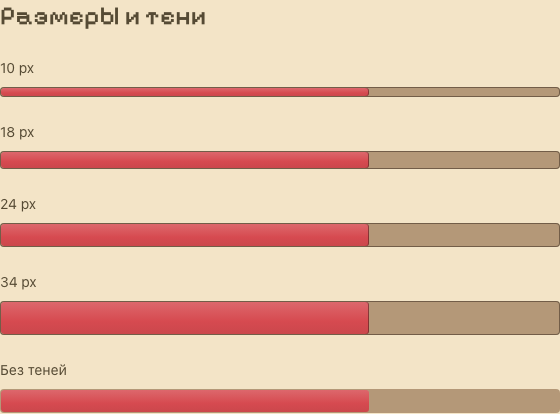 Размеры и тени
10 px
18 px
24 px
34 px
Без теней